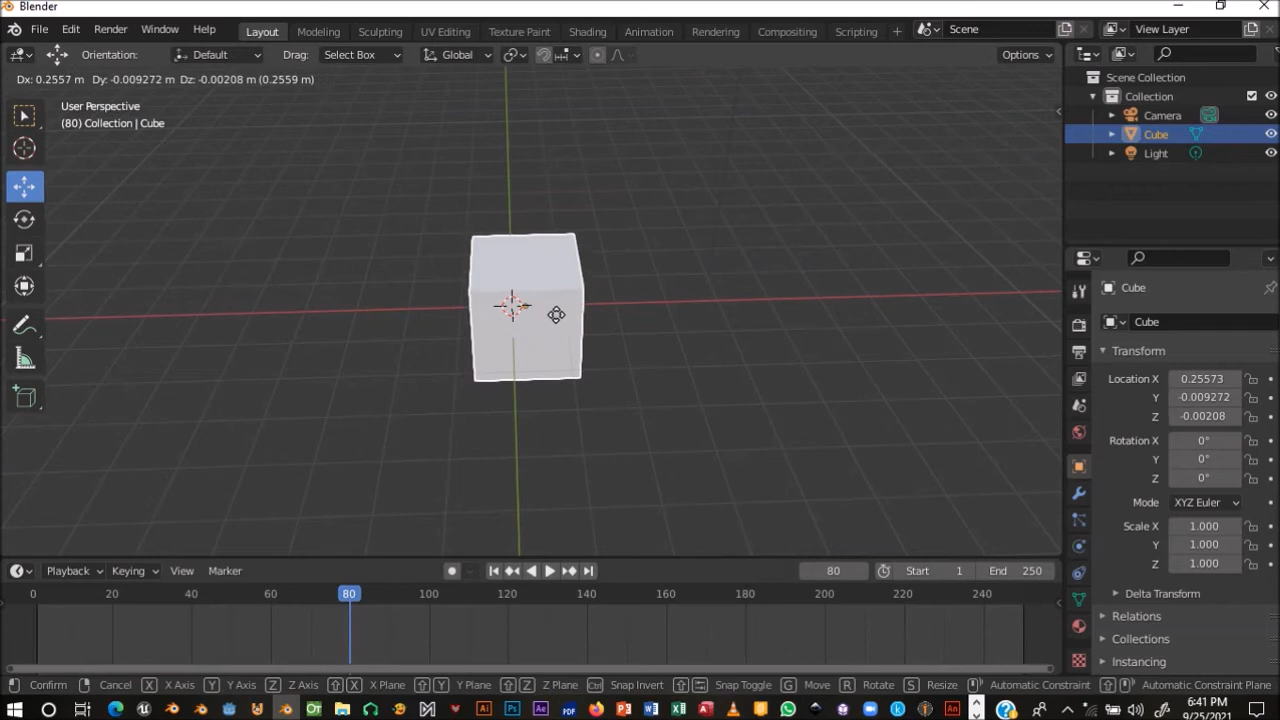 Blender
File Edit Render Window Help Layout Modeling Sculpting UV Editing Texture Paint Shading Animation Rendering Compositing Scripting + Scene View Layer
Orientation: Default Drag: Select Box Global Options
Dx: 0.2557 m Dy: -0.009272 m Dz: -0.00208 m (0.2559 m)
User Perspective
(80) Collection | Cube
Scene Collection
Collection
Camera
Cube
Light
Cube
Cube
Transform
Location X 0.25573
Y -0.009272
Z -0.00208
Rotation X 0°
Y 0°
Z 0°
Mode XYZ Euler
Scale X 1.000
Y 1.000
Z 1.000
Delta Transform
Relations
Collections
Instancing
Playback Keying View Marker 80 Start 1 End 250
0 20 40 60 80 100 120 140 160 180 200 220 240
Confirm Cancel X X Axis Y Y Axis Z Z Axis X X Plane Y Y Plane Z Z Plane Ctrl Snap Invert Snap Toggle G Move R Rotate S Resize Automatic Constraint Automatic Constraint Plane
6:41 PM
6/25/2021